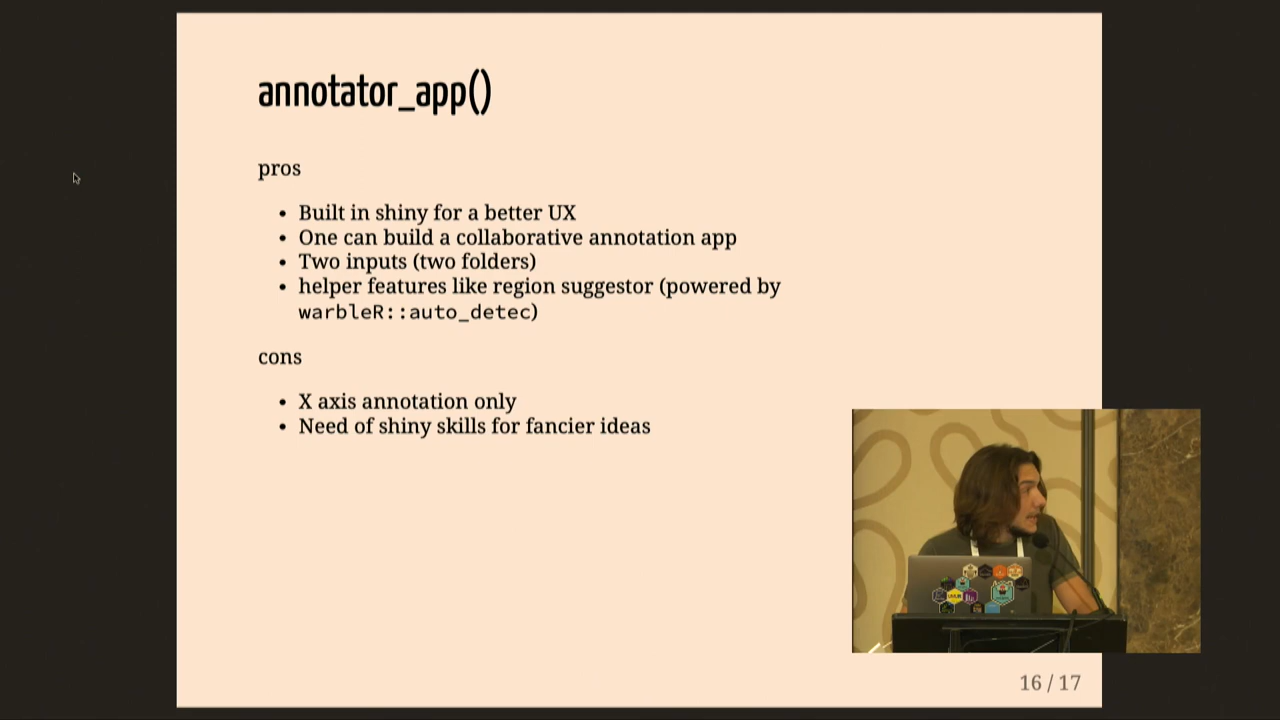 annotator_app()
pros
• Built in shiny for a better UX
• One can build a collaborative annotation app
• Two inputs (two folders)
• helper features like region suggestor (powered by
warbleR::auto_detec)
cons
• X axis annotation only
• Need of shiny skills for fancier ideas
16 / 17